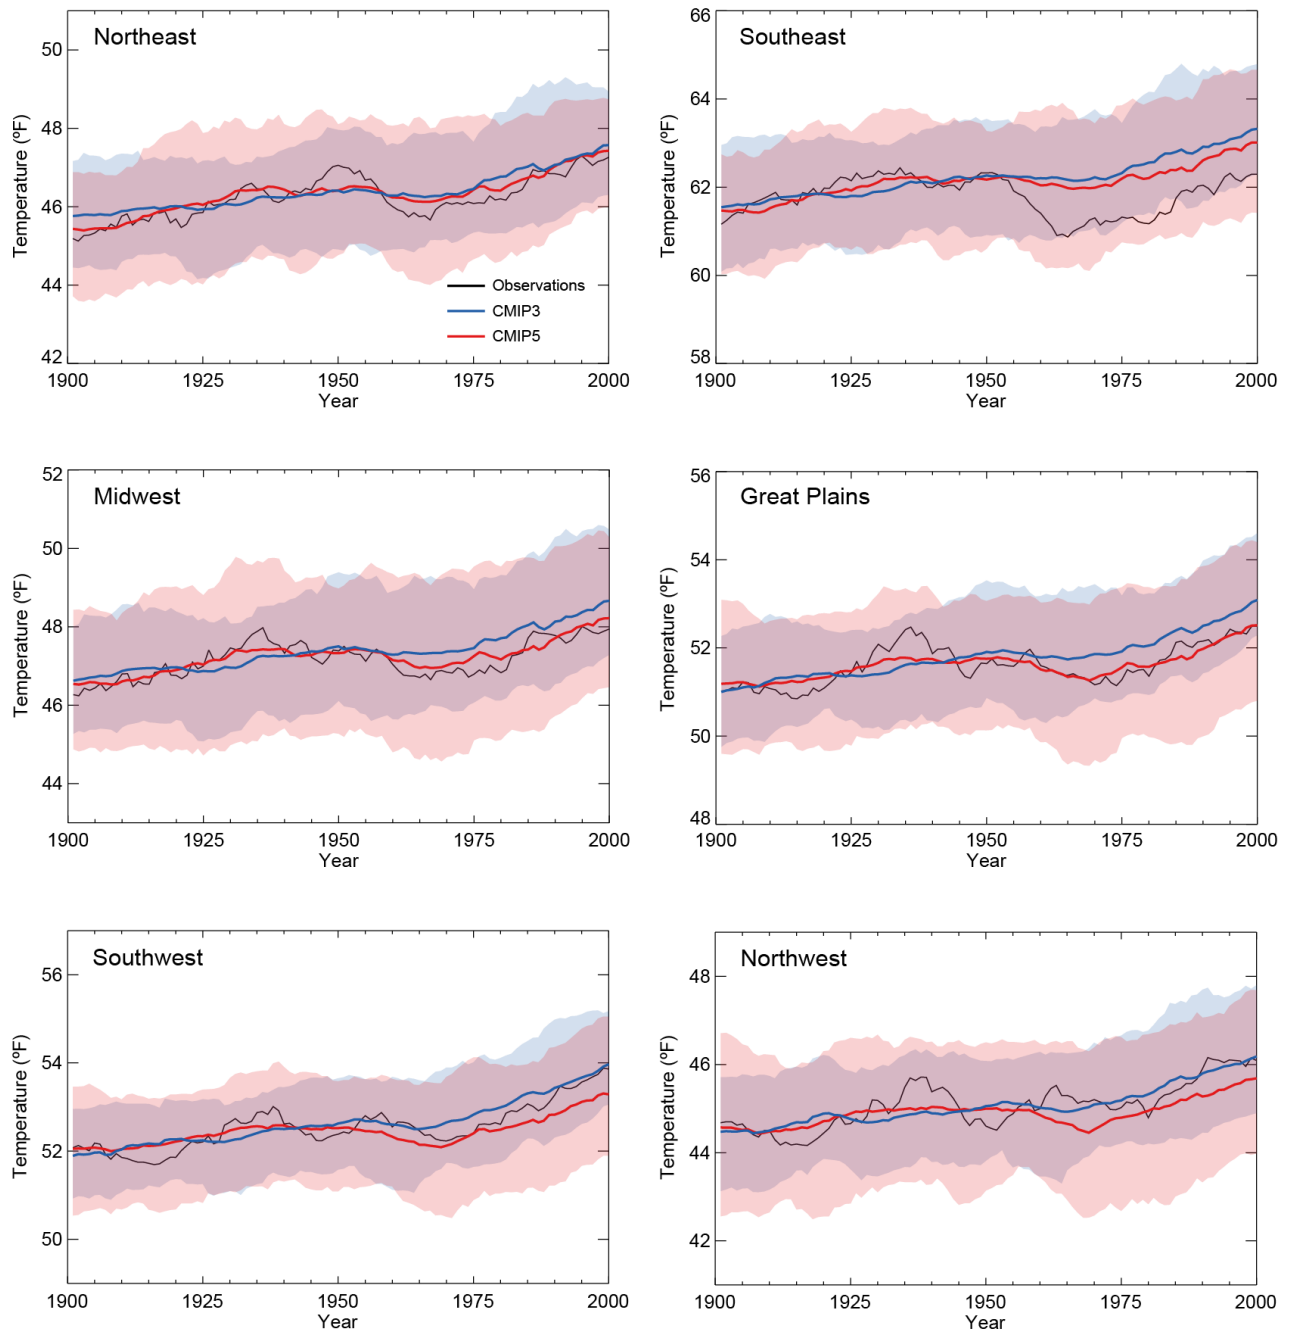 Northeast
Temperature (ºF)
50
48
46
44
42
Observations
CMIP3
CMIP5
1900
1925
1950
1975
2000
Year
Southeast
Temperature (ºF)
66
64
62
60
58
1900
1925
1950
1975
2000
Year
Midwest
Temperature (ºF)
52
50
48
46
44
43
1900
1925
1950
1975
2000
Year
Great Plains
Temperature (ºF)
56
54
52
50
48
1900
1925
1950
1975
2000
Year
Southwest
Temperature (ºF)
56
54
52
50
1900
1925
1950
1975
2000
Year
Northwest
Temperature (ºF)
48
46
44
42
1900
1925
1950
1975
2000
Year